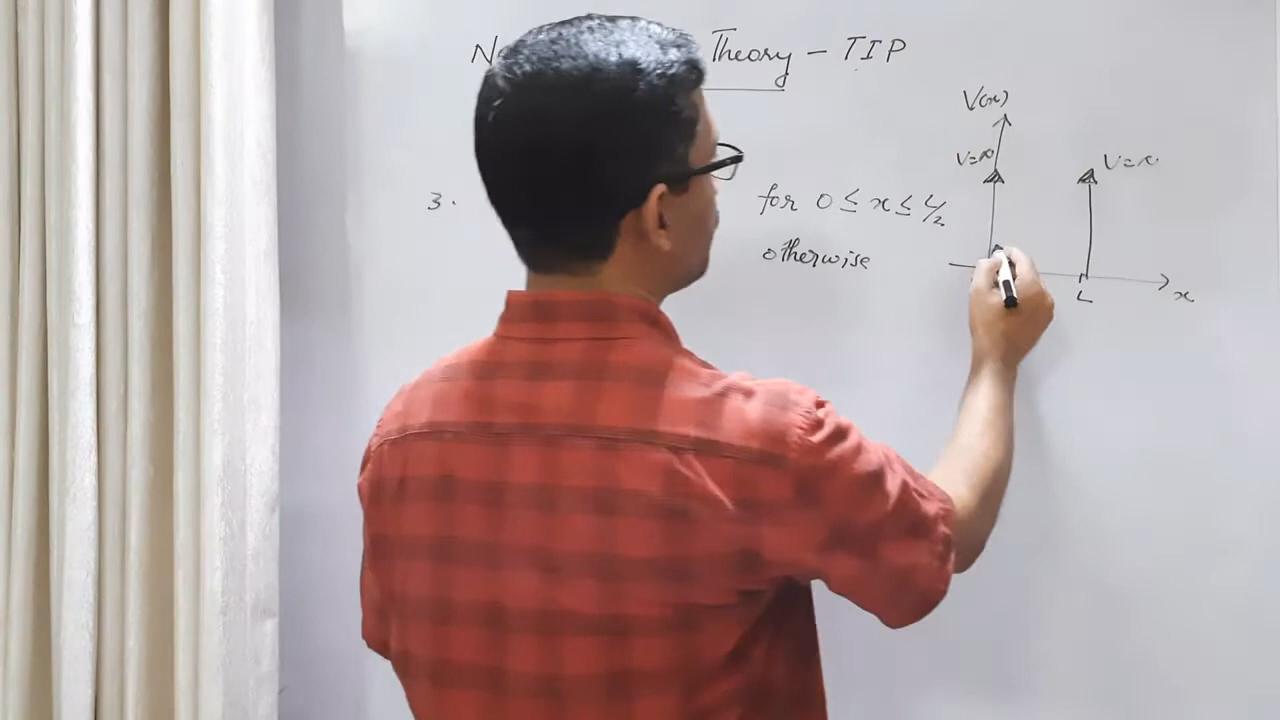 Theory - TIP
V(x)
V=∞ V=∞
3. for 0 ≤ x ≤ L/2
otherwise
L x